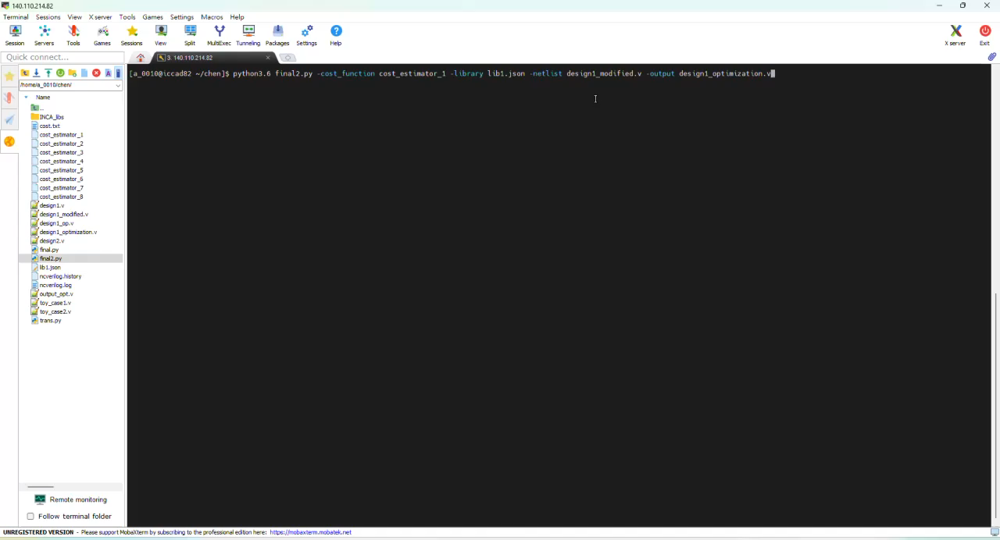 140.110.214.82
Terminal Sessions View X server Tools Games Settings Macros Help
Session Servers Tools Games Sessions View Split MultiExec Tunneling Packages Settings Help X server Exit
Quick connect...
3. 140.110.214.82
/home/a_0010/chen/
Name
..
INCA_libs
cost.txt
cost_estimator_1
cost_estimator_2
cost_estimator_3
cost_estimator_4
cost_estimator_5
cost_estimator_6
cost_estimator_7
cost_estimator_8
design1.v
design1_modified.v
design1_op.v
design1_optimization.v
design2.v
final.py
final2.py
lib1.json
ncverilog.history
ncverilog.log
output_opt.v
toy_case1.v
toy_case2.v
trans.py
[a_0010@iccad82 ~/chen]$ python3.6 final2.py -cost_function cost_estimator_1 -library lib1.json -netlist design1_modified.v -output design1_optimization.v
Remote monitoring
Follow terminal folder
UNREGISTERED VERSION - Please support MobaXterm by subscribing to the professional edition here: https://mobaxterm.mobatek.net